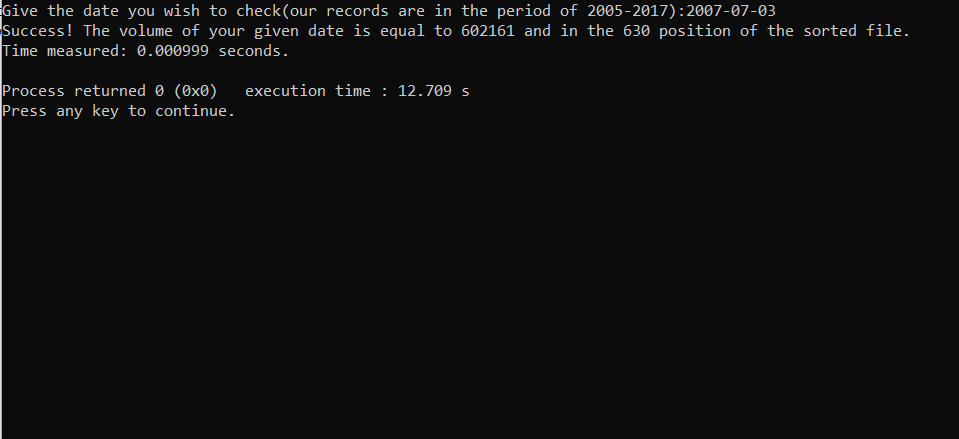 Give the date you wish to check(our records are in the period of 2005-2017):2007-07-03
Success! The volume of your given date is equal to 602161 and in the 630 position of the sorted file.
Time measured: 0.000999 seconds.
Process returned 0 (0x0)   execution time : 12.709 s
Press any key to continue.